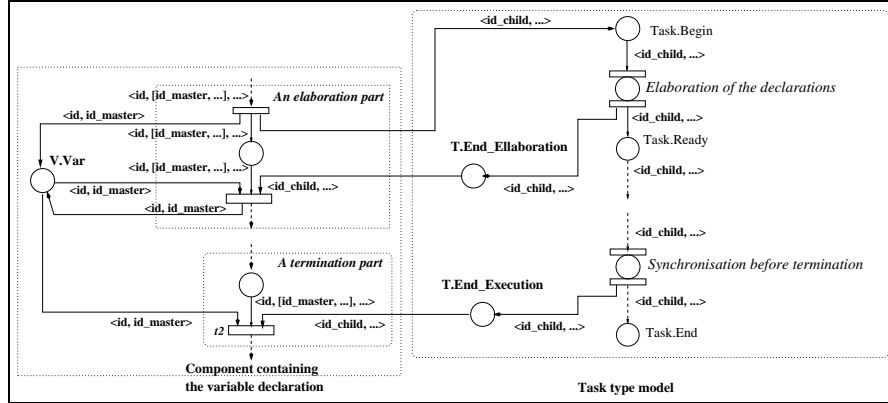 <id_child, ...>
Task.Begin
<id_child, ...>
<id, [id_master, ...], ...>
An elaboration part
Elaboration of the declarations
<id, id_master>
<id, [id_master, ...], ...>
<id_child, ...>
T.End_Ellaboration
Task.Ready
V.Var
<id, [id_master, ...], ...>
<id, id_master>
<id_child, ...>
<id_child, ...>
<id, id_master>
<id_child, ...>
A termination part
T.End_Execution
Synchronisation before termination
<id, [id_master, ...], ...>
<id_child, ...>
<id, id_master>
<id_child, ...>
<id_child, ...>
t2
Task.End
Component containing
the variable declaration
Task type model